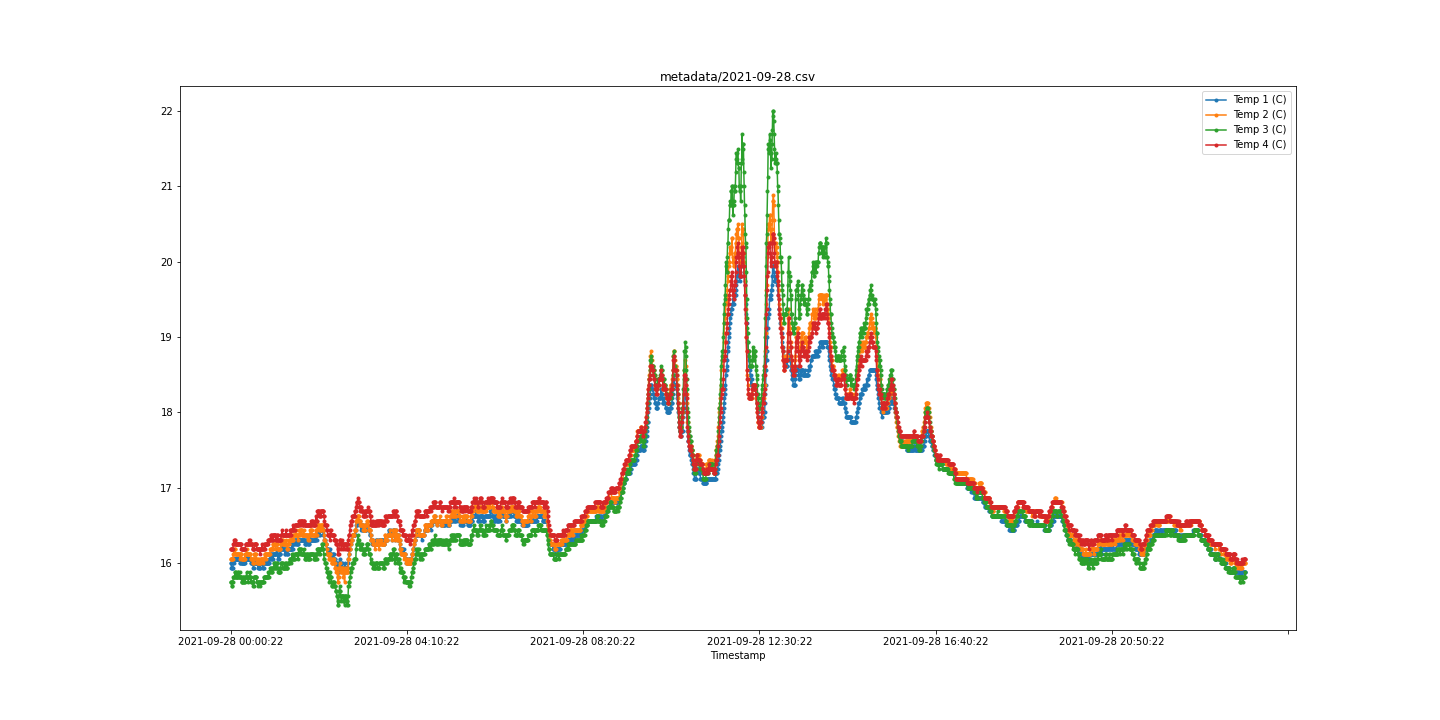 metadata/2021-09-28.csv
Temp 1 (C)
Temp 2 (C)
Temp 3 (C)
Temp 4 (C)
22
21
20
19
18
17
16
2021-09-28 00:00:22
2021-09-28 04:10:22
2021-09-28 08:20:22
2021-09-28 12:30:22
2021-09-28 16:40:22
2021-09-28 20:50:22
Timestamp